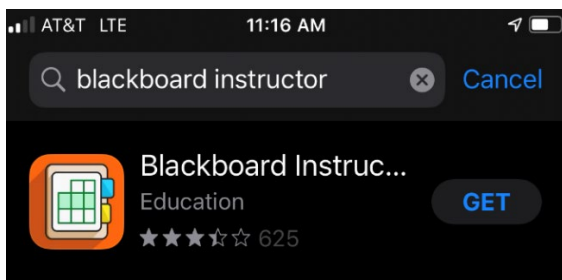 AT&T LTE 11:16 AM
blackboard instructor Cancel
Blackboard Instruc...
Education
GET
625